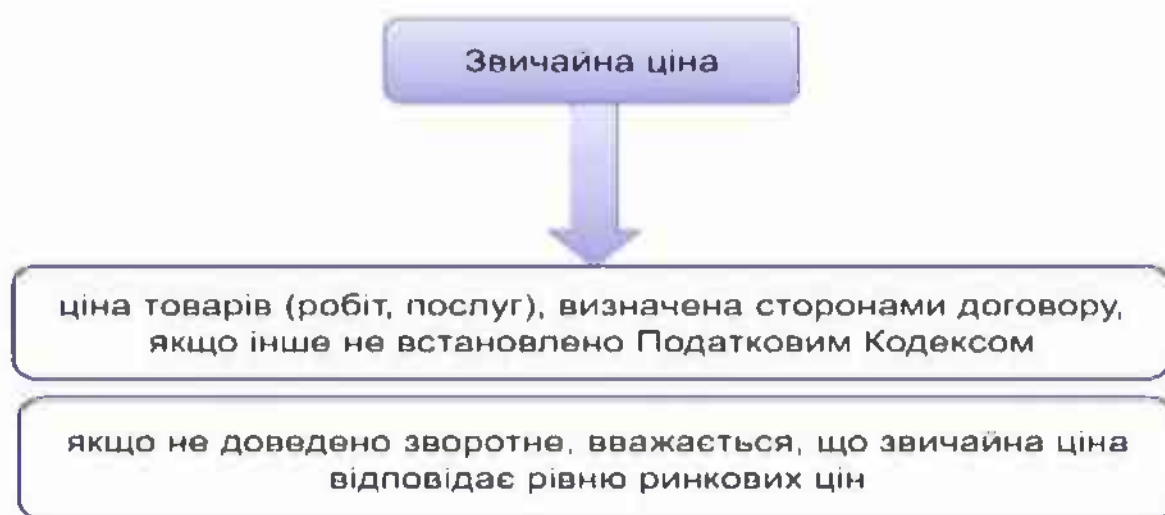 Звичайна ціна
ціна товарів (робіт, послуг), визначена сторонами договору,
якщо інше не встановлено Податковим Кодексом
якщо не доведено зворотне, вважається, що звичайна ціна
відповідає рівню ринкових цін